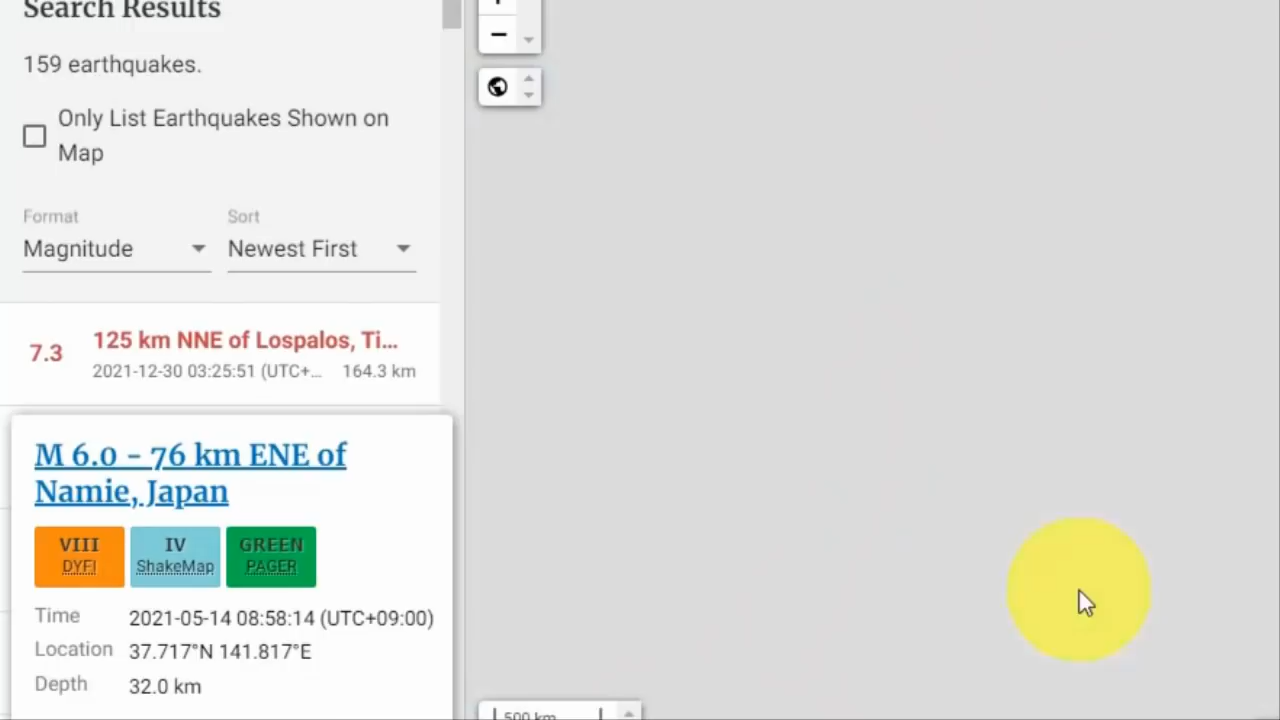 Search Results
159 earthquakes.
Only List Earthquakes Shown on
Map
Format
Sort
Magnitude
Newest First
7.3
125 km NNE of Lospalos, Ti...
2021-12-30 03:25:51 (UTC+...
164.3 km
M 6.0 - 76 km ENE of
Namie, Japan
VIII
DYFI
IV
ShakeMap
GREEN
PAGER
Time
2021-05-14 08:58:14 (UTC+09:00)
Location
37.717°N 141.817°E
Depth
32.0 km
500 km